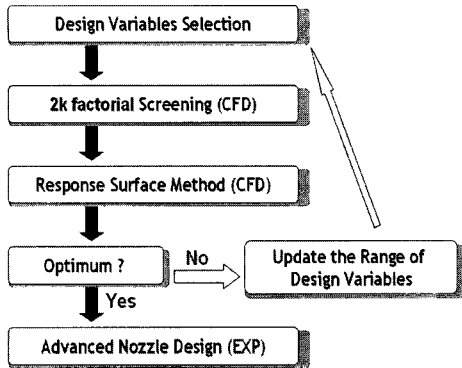 Design Variables Selection
2k factorial Screening (CFD)
Response Surface Method (CFD)
Optimum ?
No
Update the Range of
Design Variables
Yes
Advanced Nozzle Design (EXP)